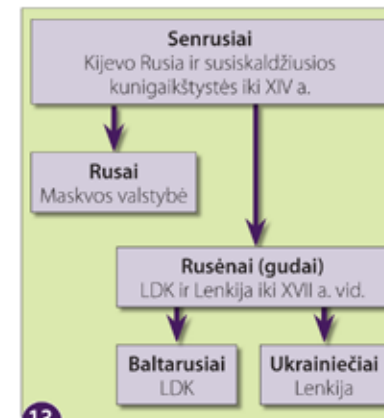 Senrusiai
Kijevo Rusia ir susiskaldžiusios
kunigaikštystės iki XIV a.
Rusai
Maskvos valstybė
Rusėnai (gudai)
LDK ir Lenkija iki XVII a. vid.
Baltarusiai
LDK
Ukrainiečiai
Lenkija
13